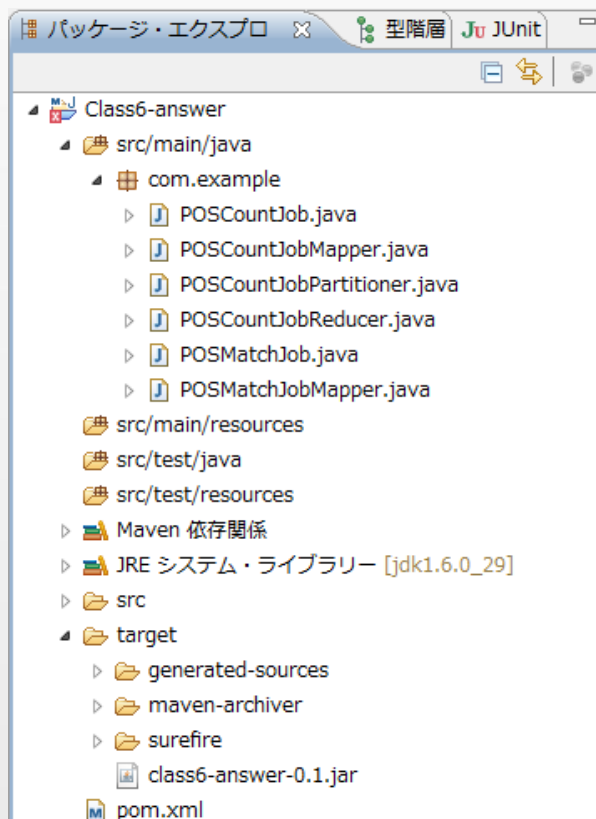 パッケージ・エクスプロ 型階層 Ju JUnit
Class6-answer
src/main/java
com.example
POSCountJob.java
POSCountJobMapper.java
POSCountJobPartitioner.java
POSCountJobReducer.java
POSMatchJob.java
POSMatchJobMapper.java
src/main/resources
src/test/java
src/test/resources
Maven 依存関係
JRE システム・ライブラリー [jdk1.6.0_29]
src
target
generated-sources
maven-archiver
surefire
class6-answer-0.1.jar
pom.xml